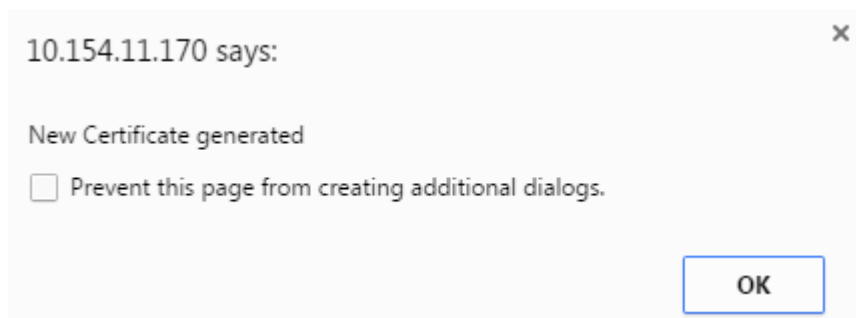 10.154.11.170 says:
New Certificate generated
Prevent this page from creating additional dialogs.
OK